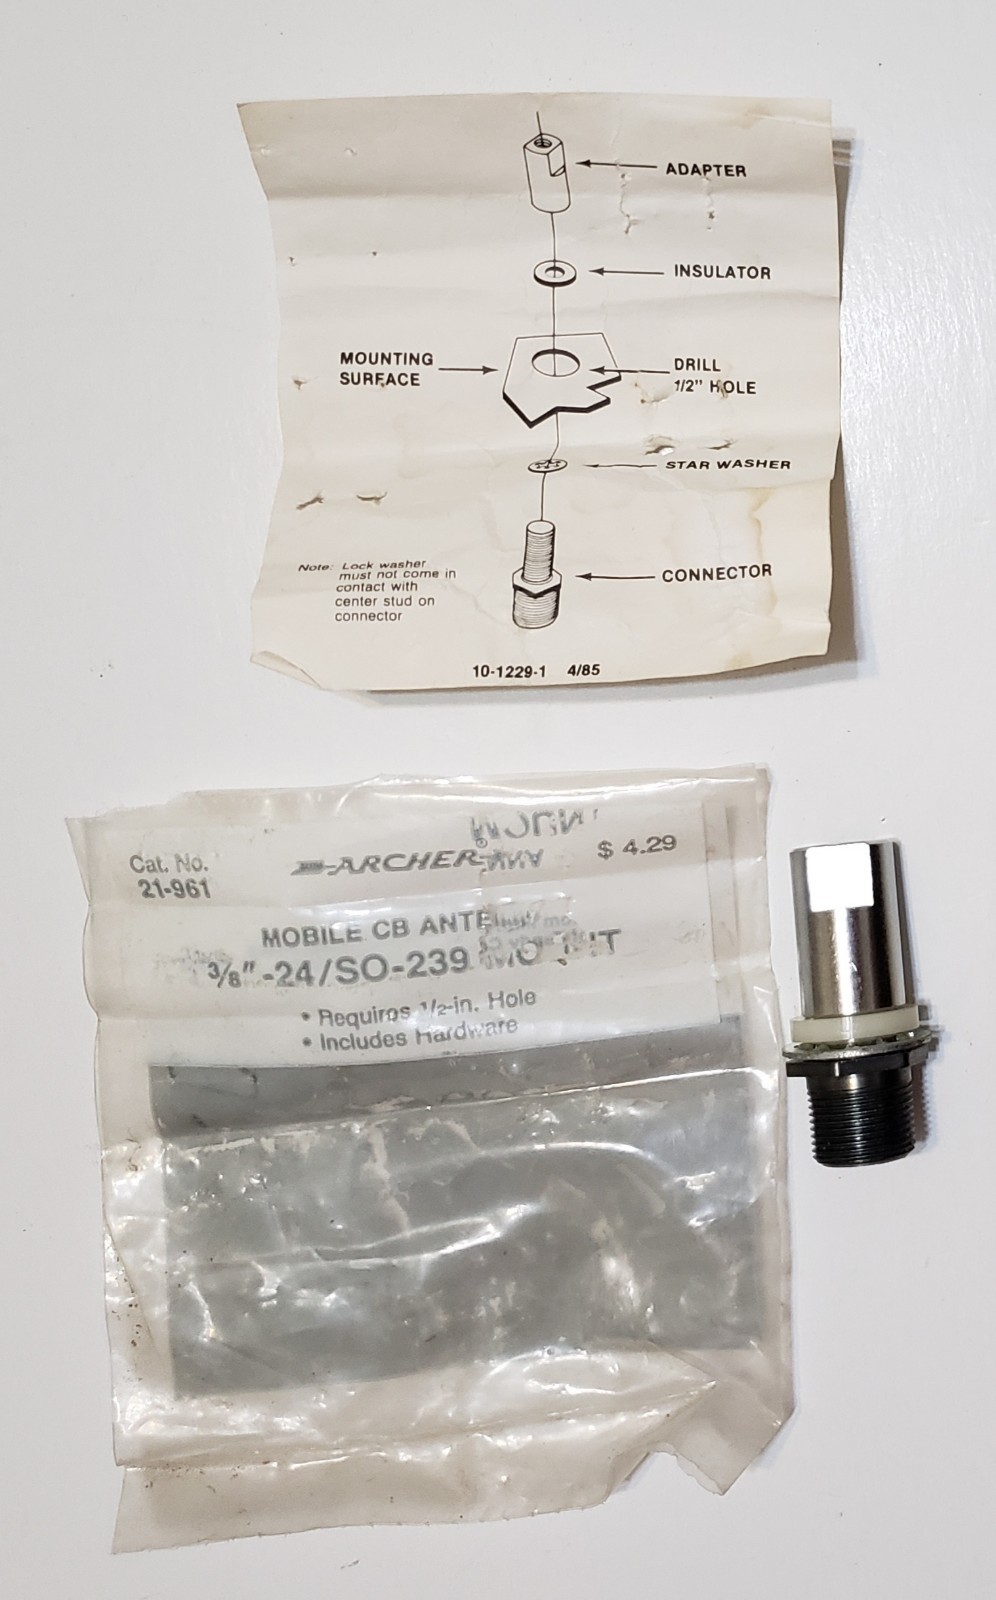 ADAPTER
INSULATOR
MOUNTING
SURFACE
DRILL
1/2" HOLE
STAR WASHER
Note: Lock washer
must not come in
contact with
center stud on
connector
CONNECTOR
10-1229-1 4/85
Cat. No.
21-961
ARCHER®
$ 4.29
MOBILE CB
3/8"-24/SO-239
• Requires 1/2-in. Hole
• Includes Hardware